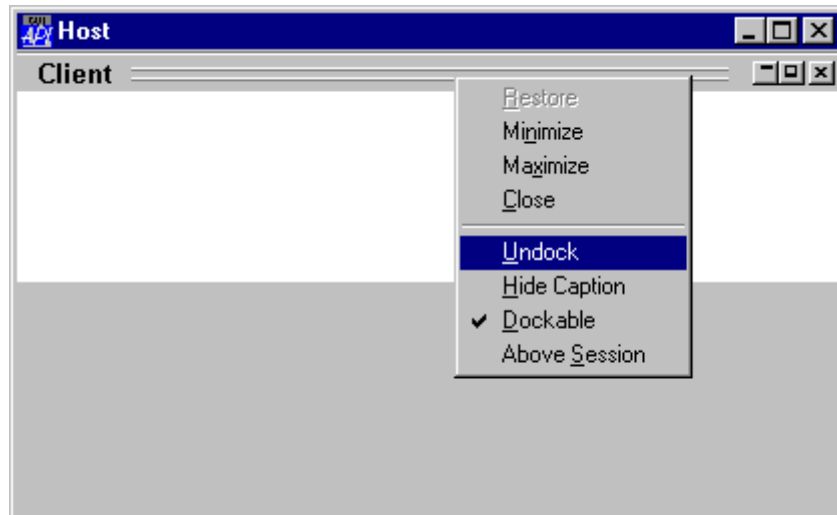 Host
Client
Restore
Minimize
Maximize
Close
Undock
Hide Caption
Dockable
Above Session